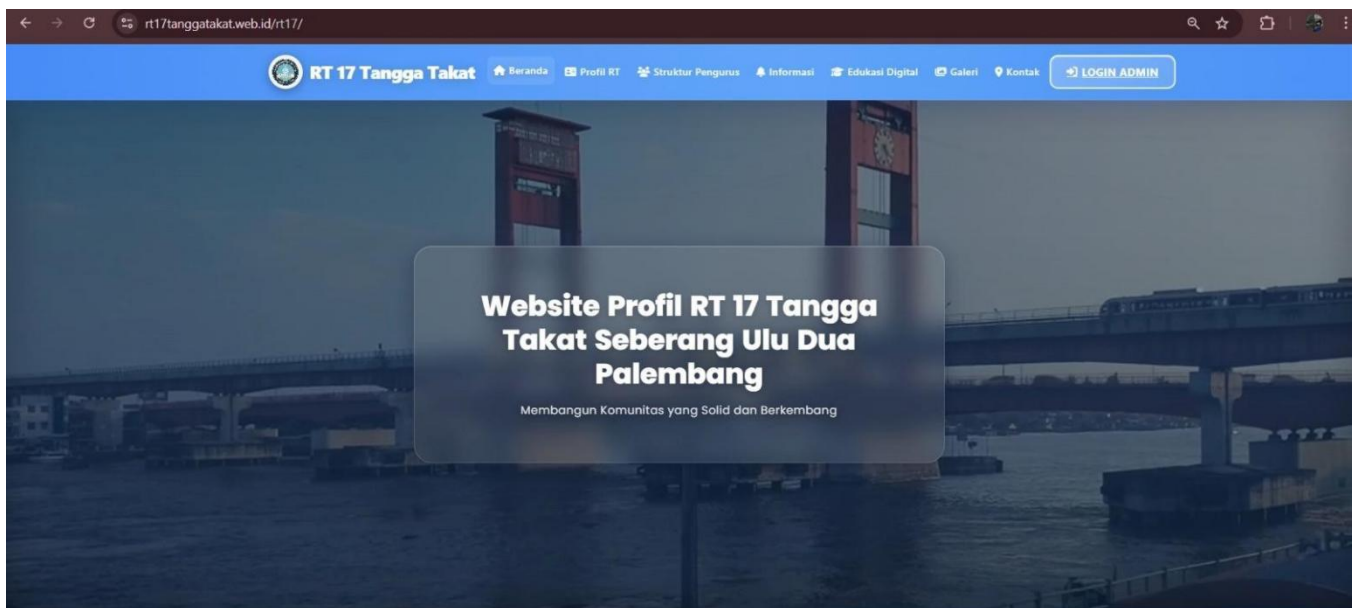 rt17tanggatakat.web.id/rt17/
RT 17 Tangga Takat Beranda Profil RT Struktur Pengurus Informasi Edukasi Digital Galeri Kontak LOGIN ADMIN
Website Profil RT 17 Tangga
Takat Seberang Ulu Dua
Palembang
Membangun Komunitas yang Solid dan Berkembang